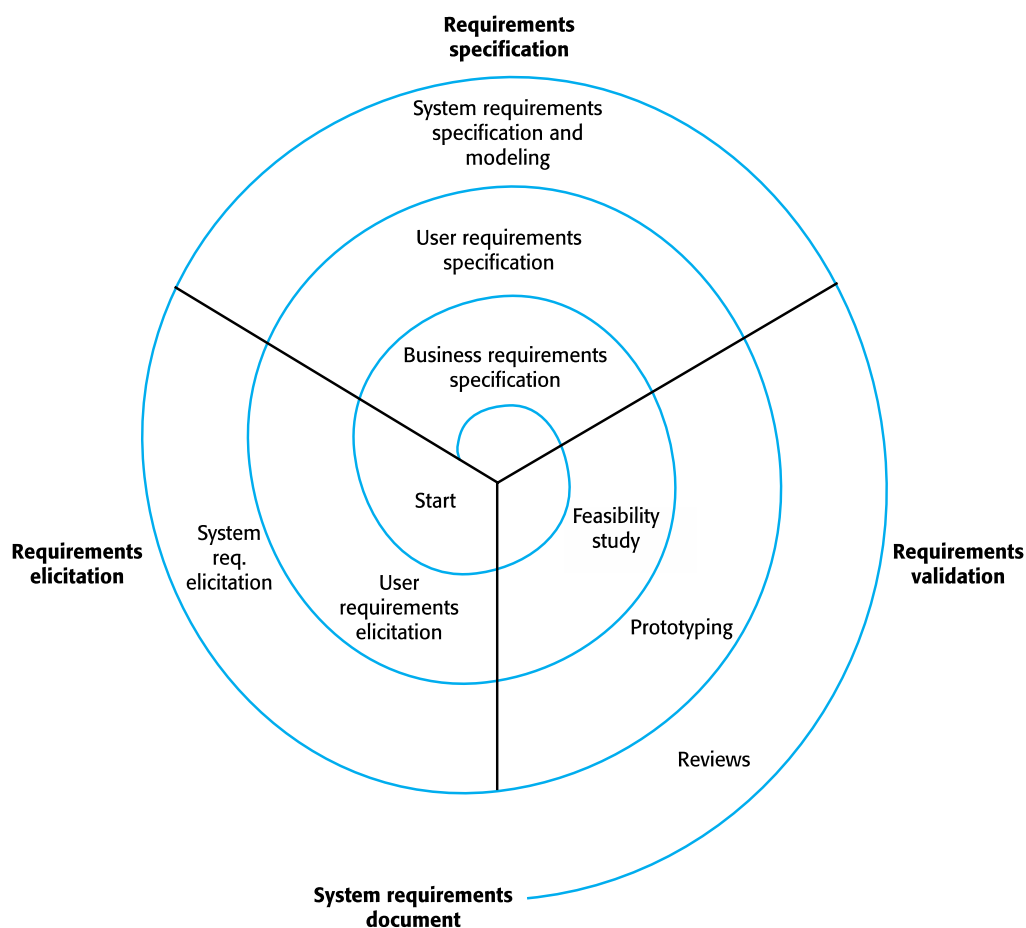 Requirements
specification
System requirements
specification and
modeling
User requirements
specification
Business requirements
specification
Start
Feasibility
study
System
req.
elicitation
Requirements
elicitation
Requirements
validation
User
requirements
elicitation
Prototyping
Reviews
System requirements
document